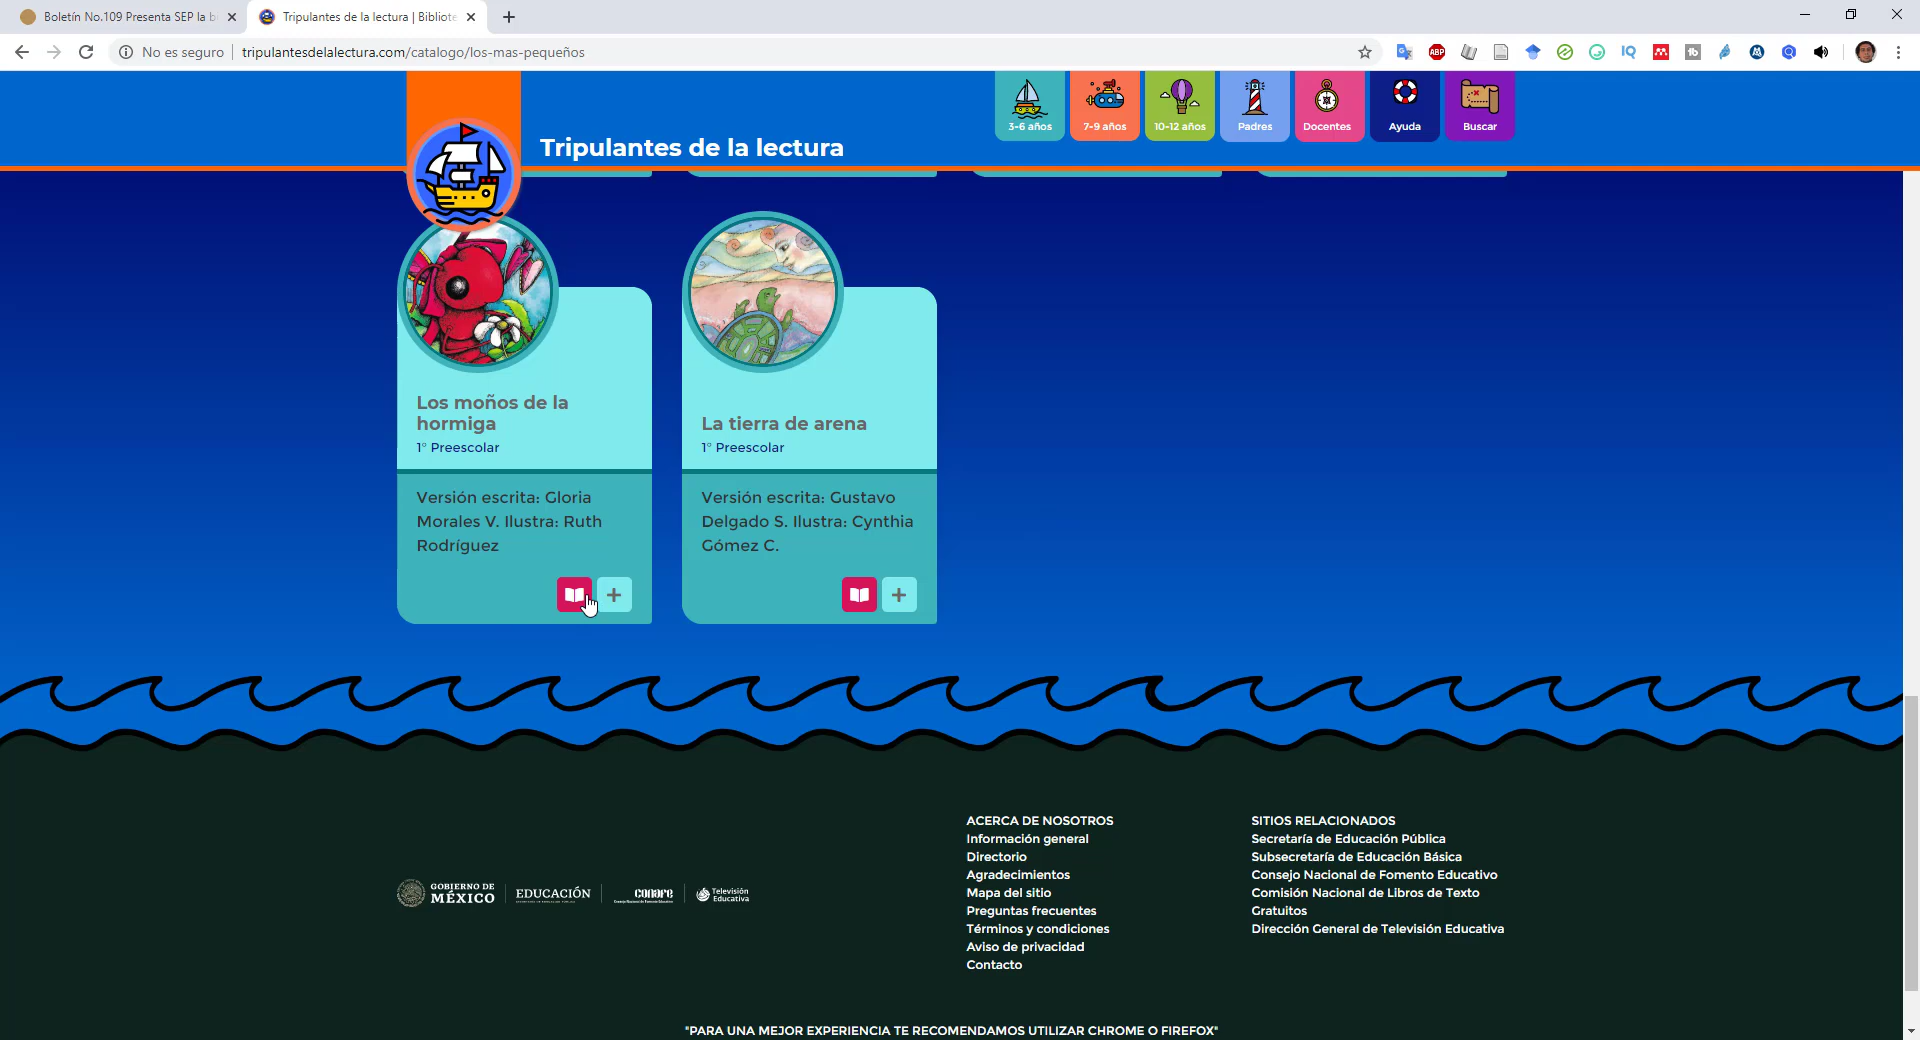 Boletín No.109 Presenta SEP la b
Tripulantes de la lectura | Bibliote
No es seguro
tripulantesdelalectura.com/catalogo/los-mas-pequeños
ABP
IQ
Tripulantes de la lectura
3-6 años
7-9 años
10-12 años
Padres
Docentes
Ayuda
Buscar
Los moños de la
hormiga
1° Preescolar
Versión escrita: Gloria
Morales V. Ilustra: Ruth
Rodríguez
La tierra de arena
1° Preescolar
Versión escrita: Gustavo
Delgado S. Ilustra: Cynthia
Gómez C.
GOBIERNO DE
MÉXICO
EDUCACIÓN
conafe
Televisión
Educativa
ACERCA DE NOSOTROS
Información general
Directorio
Agradecimientos
Mapa del sitio
Preguntas frecuentes
Términos y condiciones
Aviso de privacidad
Contacto
SITIOS RELACIONADOS
Secretaría de Educación Pública
Subsecretaría de Educación Básica
Consejo Nacional de Fomento Educativo
Comisión Nacional de Libros de Texto
Gratuitos
Dirección General de Televisión Educativa
"PARA UNA MEJOR EXPERIENCIA TE RECOMENDAMOS UTILIZAR CHROME O FIREFOX"